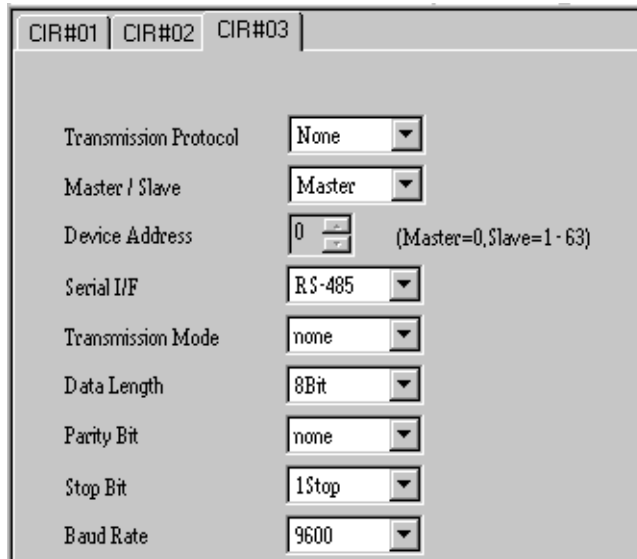 CIR#01 CIR#02 CIR#03
Transmission Protocol None
Master / Slave Master
Device Address 0 (Master=0,Slave=1 - 63)
Serial I/F RS-485
Transmission Mode none
Data Length 8Bit
Parity Bit none
Stop Bit 1Stop
Baud Rate 9600